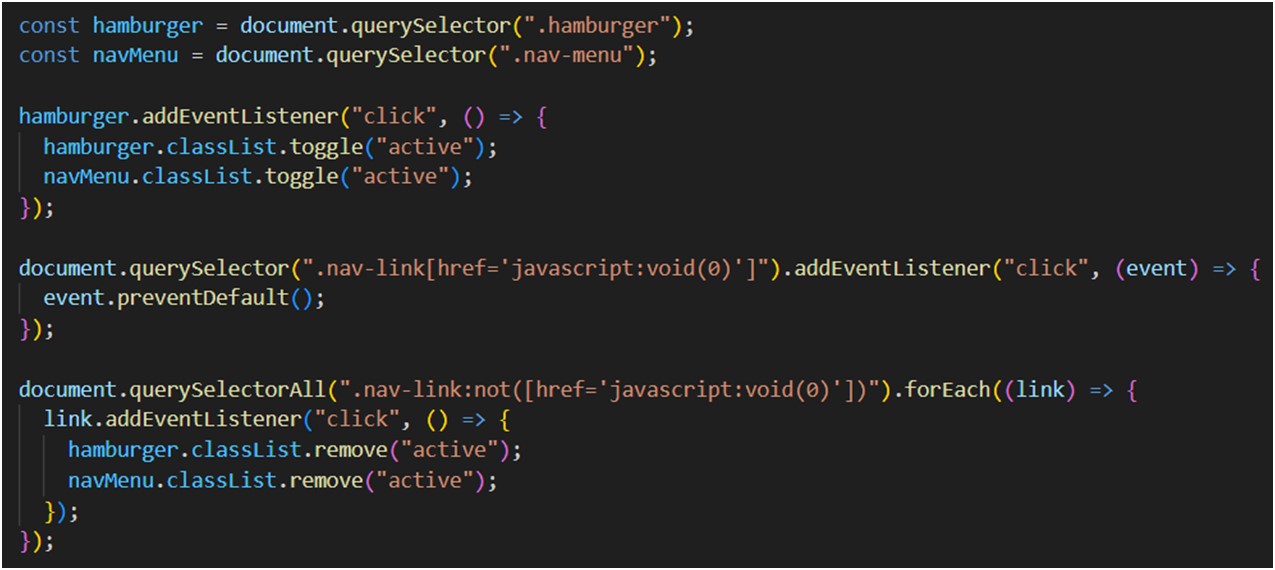 const hamburger = document.querySelector(".hamburger");
const navMenu = document.querySelector(".nav-menu");

hamburger.addEventListener("click", () => {
  hamburger.classList.toggle("active");
  navMenu.classList.toggle("active");
});

document.querySelector(".nav-link[href='javascript:void(0)']").addEventListener("click", (event) => {
  event.preventDefault();
});

document.querySelectorAll(".nav-link:not([href='javascript:void(0)'])").forEach((link) => {
  link.addEventListener("click", () => {
    hamburger.classList.remove("active");
    navMenu.classList.remove("active");
  });
});